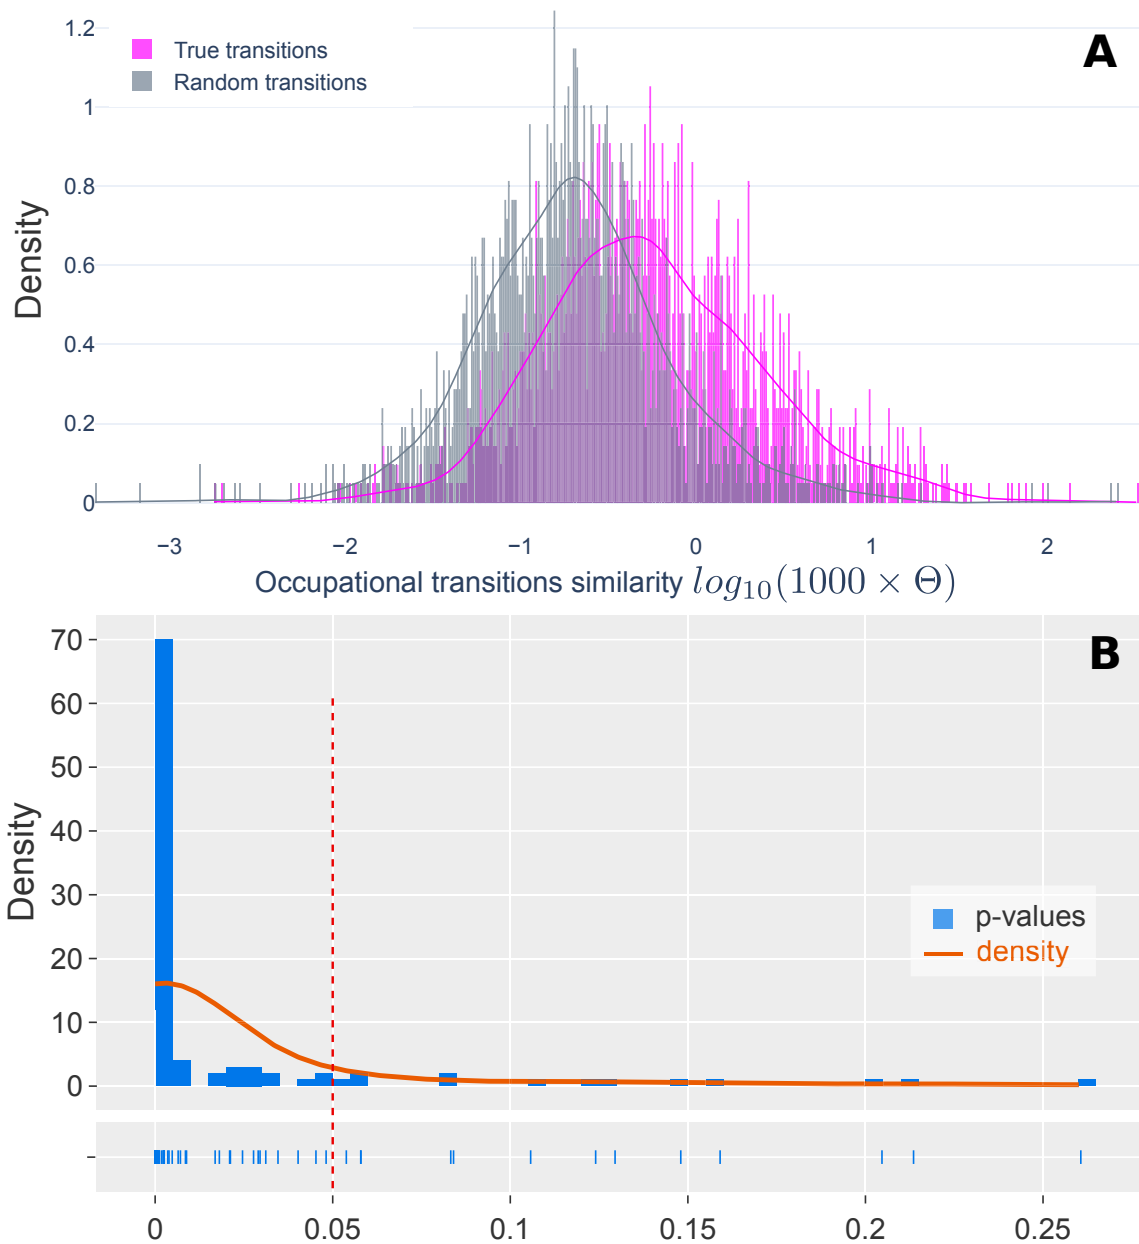 A
True transitions
Random transitions
Density
1.2
1
0.8
0.6
0.4
0.2
0
−3 −2 −1 0 1 2
Occupational transitions similarity log₁₀(1000 × Θ)
B
Density
70
60
50
40
30
20
10
0
p-values
density
0 0.05 0.1 0.15 0.2 0.25